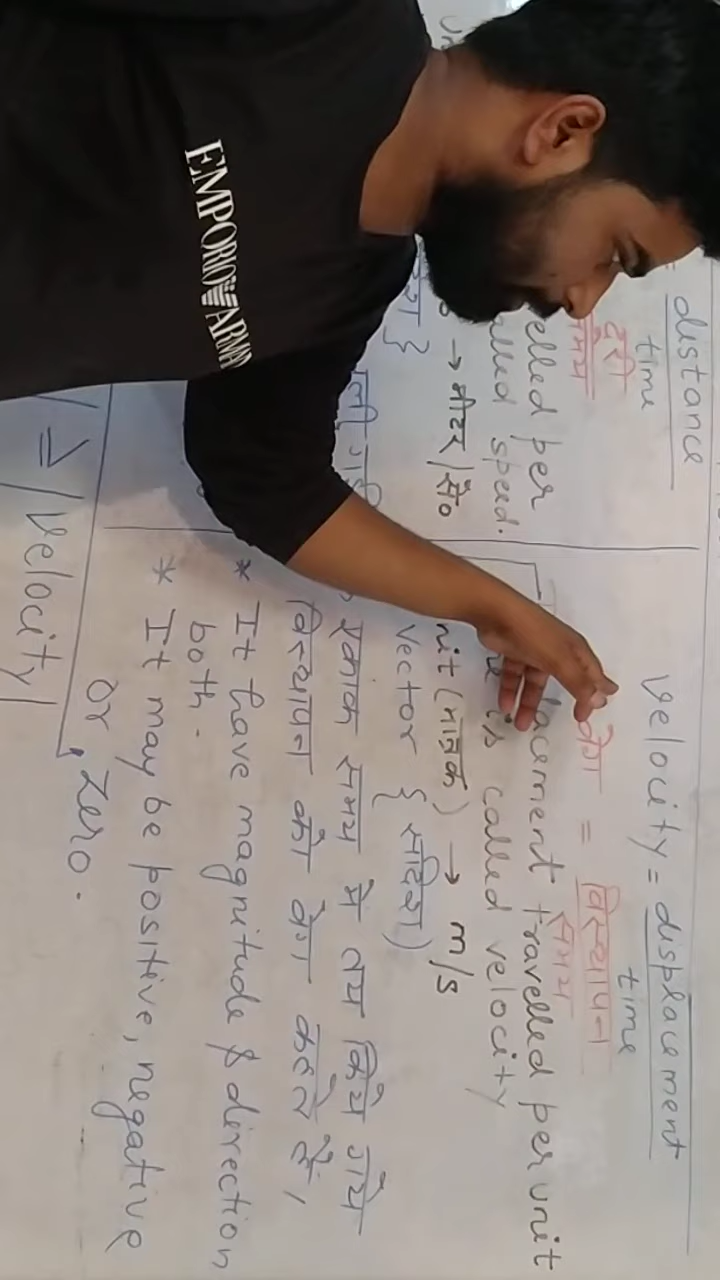 = distance
time
दूरी
समय
elled per
alled speed.
→ मीटर/से०
Velocity = displacement
time
वेग = विस्थापन
समय
lacement travelled per unit
is called velocity
nit (मात्रक) → m/s
Vector { सदिश)
एकांक समय मे तय किये गये
विस्थापन को वेग कहते हैं,
* It have magnitude & direction
both.
* It may be positive, negative
or, zero.
≥ |velocity|
EMPORIO ARMA